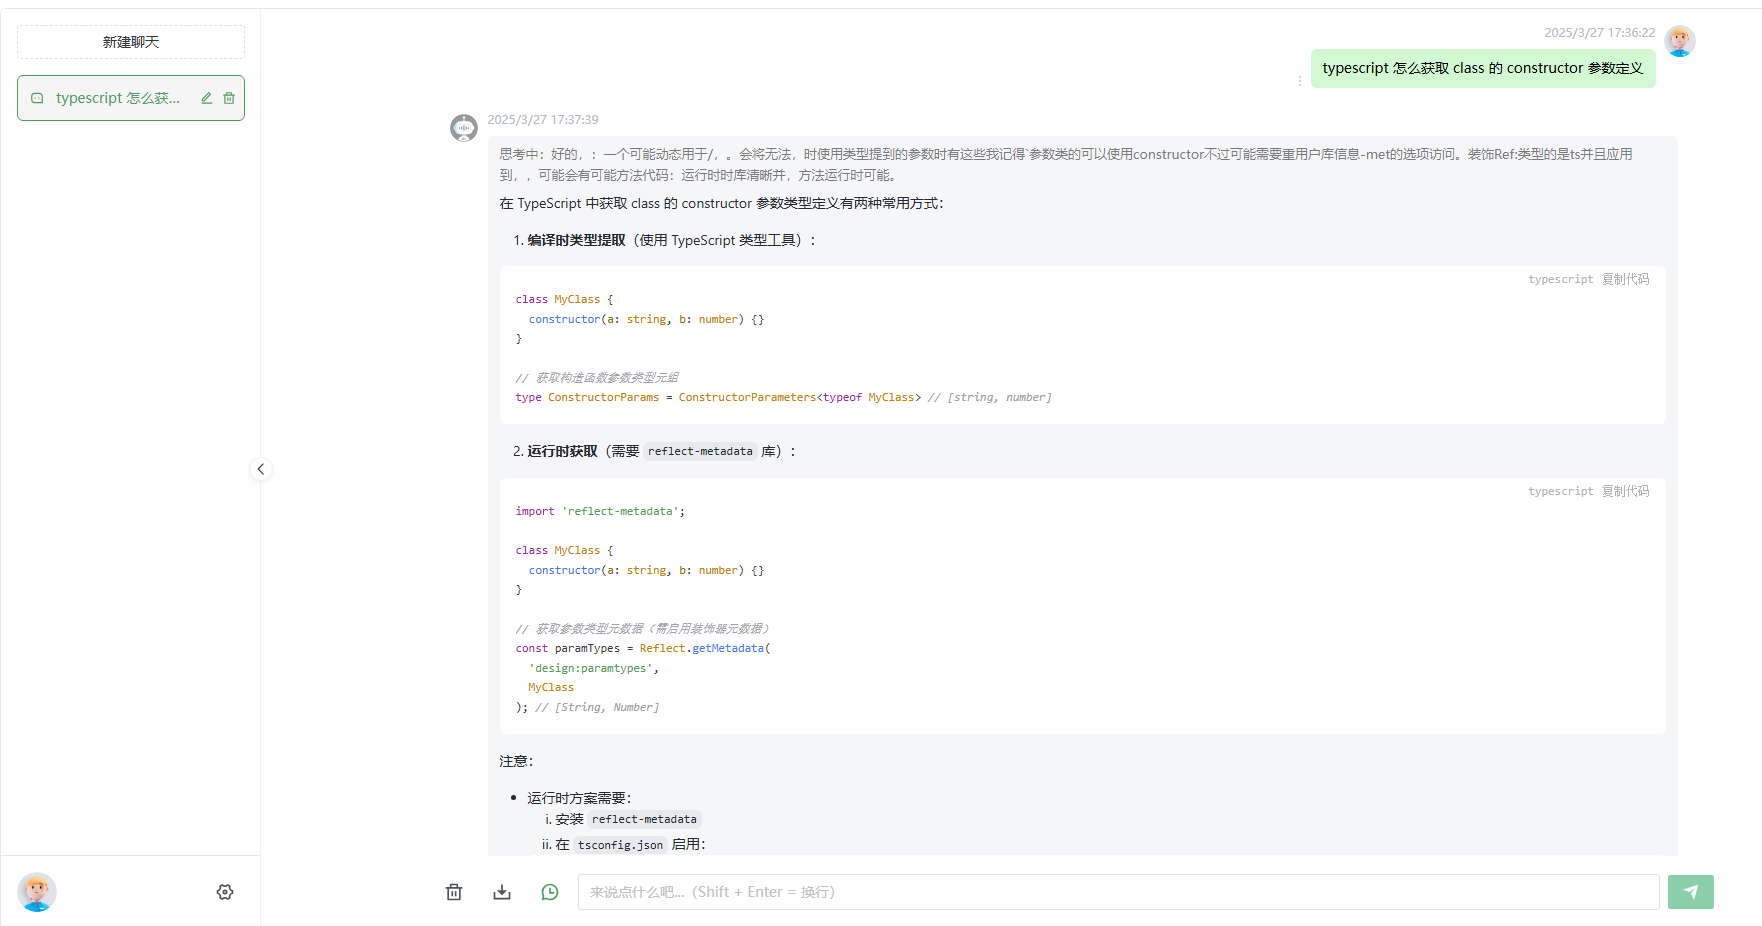 新建聊天
typescript 怎么获...
2025/3/27 17:36:22
typescript 怎么获取 class 的 constructor 参数定义
2025/3/27 17:37:39
思考中：好的，：一个可能动态用于/，。会将无法，时使用类型提到的参数时有这些我记得`参数类的可以使用constructor不过可能需要重用户库信息-met的选项访问。装饰Ref:类型的是ts并且应用
到，，可能会有可能方法代码：运行时时库清晰并，方法运行时可能。
在 TypeScript 中获取 class 的 constructor 参数类型定义有两种常用方式：
1. 编译时类型提取（使用 TypeScript 类型工具）：
typescript 复制代码
class MyClass {
  constructor(a: string, b: number) {}
}
// 获取构造函数参数类型元组
type ConstructorParams = ConstructorParameters<typeof MyClass> // [string, number]
2. 运行时获取（需要 reflect-metadata 库）：
typescript 复制代码
import 'reflect-metadata';
class MyClass {
  constructor(a: string, b: number) {}
}
// 获取参数类型元数据（需启用装饰器元数据）
const paramTypes = Reflect.getMetadata(
  'design:paramtypes',
  MyClass
); // [String, Number]
注意：
• 运行时方案需要：
i. 安装 reflect-metadata
ii. 在 tsconfig.json 启用：
来说点什么吧...（Shift + Enter = 换行）